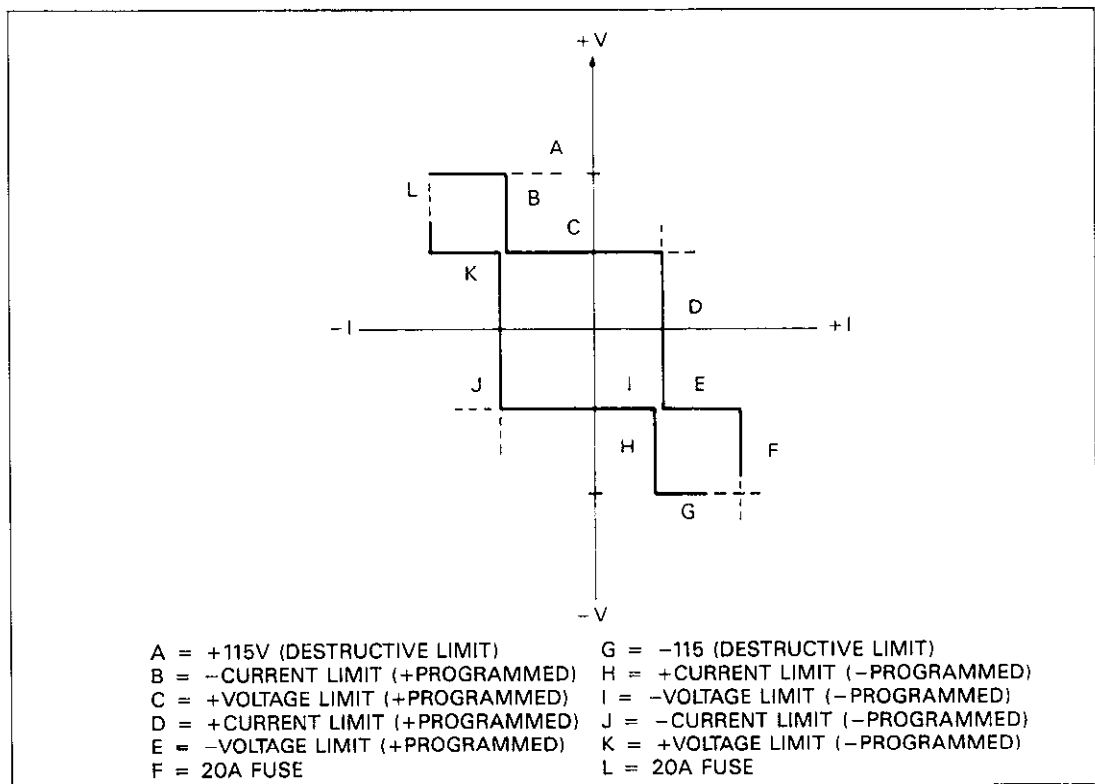 +V
A
L
B
C
K
D
-I
+I
J
I
E
H
F
G
-V
A = +115V (DESTRUCTIVE LIMIT)
B = -CURRENT LIMIT (+PROGRAMMED)
C = +VOLTAGE LIMIT (+PROGRAMMED)
D = +CURRENT LIMIT (+PROGRAMMED)
E = -VOLTAGE LIMIT (+PROGRAMMED)
F = 20A FUSE
G = -115 (DESTRUCTIVE LIMIT)
H = +CURRENT LIMIT (-PROGRAMMED)
I = -VOLTAGE LIMIT (-PROGRAMMED)
J = -CURRENT LIMIT (-PROGRAMMED)
K = +VOLTAGE LIMIT (-PROGRAMMED)
L = 20A FUSE